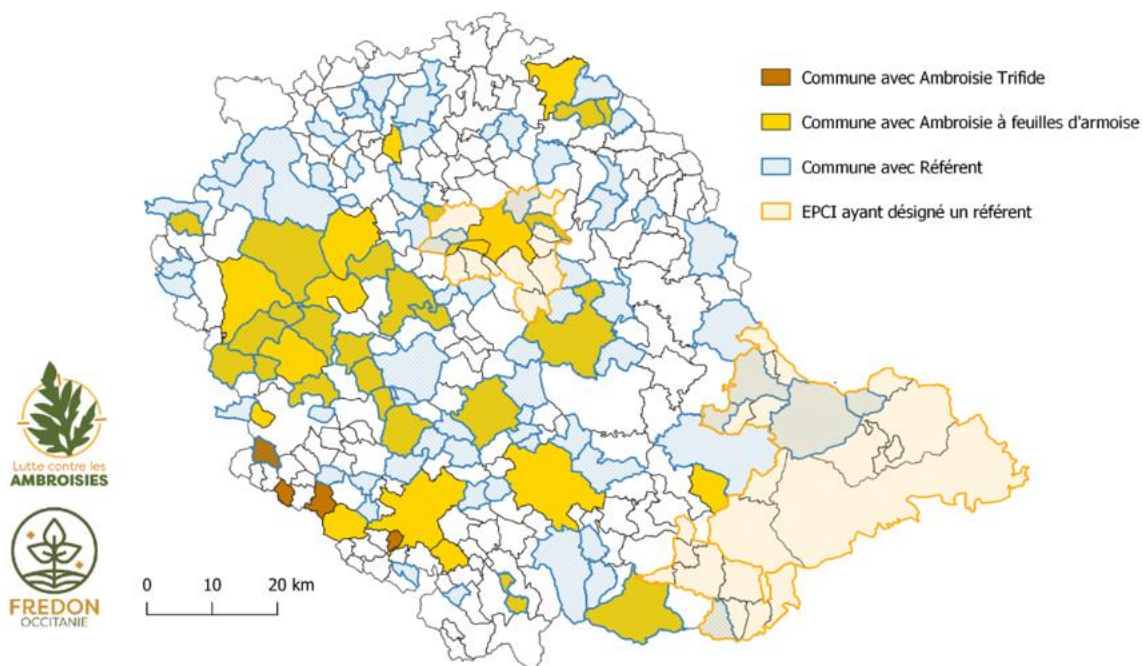 Commune avec Ambroisie Trifide
Commune avec Ambroisie à feuilles d'armoise
Commune avec Référent
EPCI ayant désigné un référent
Lutte contre les
AMBROISIES
FREDON
OCCITANIE
0 10 20 km